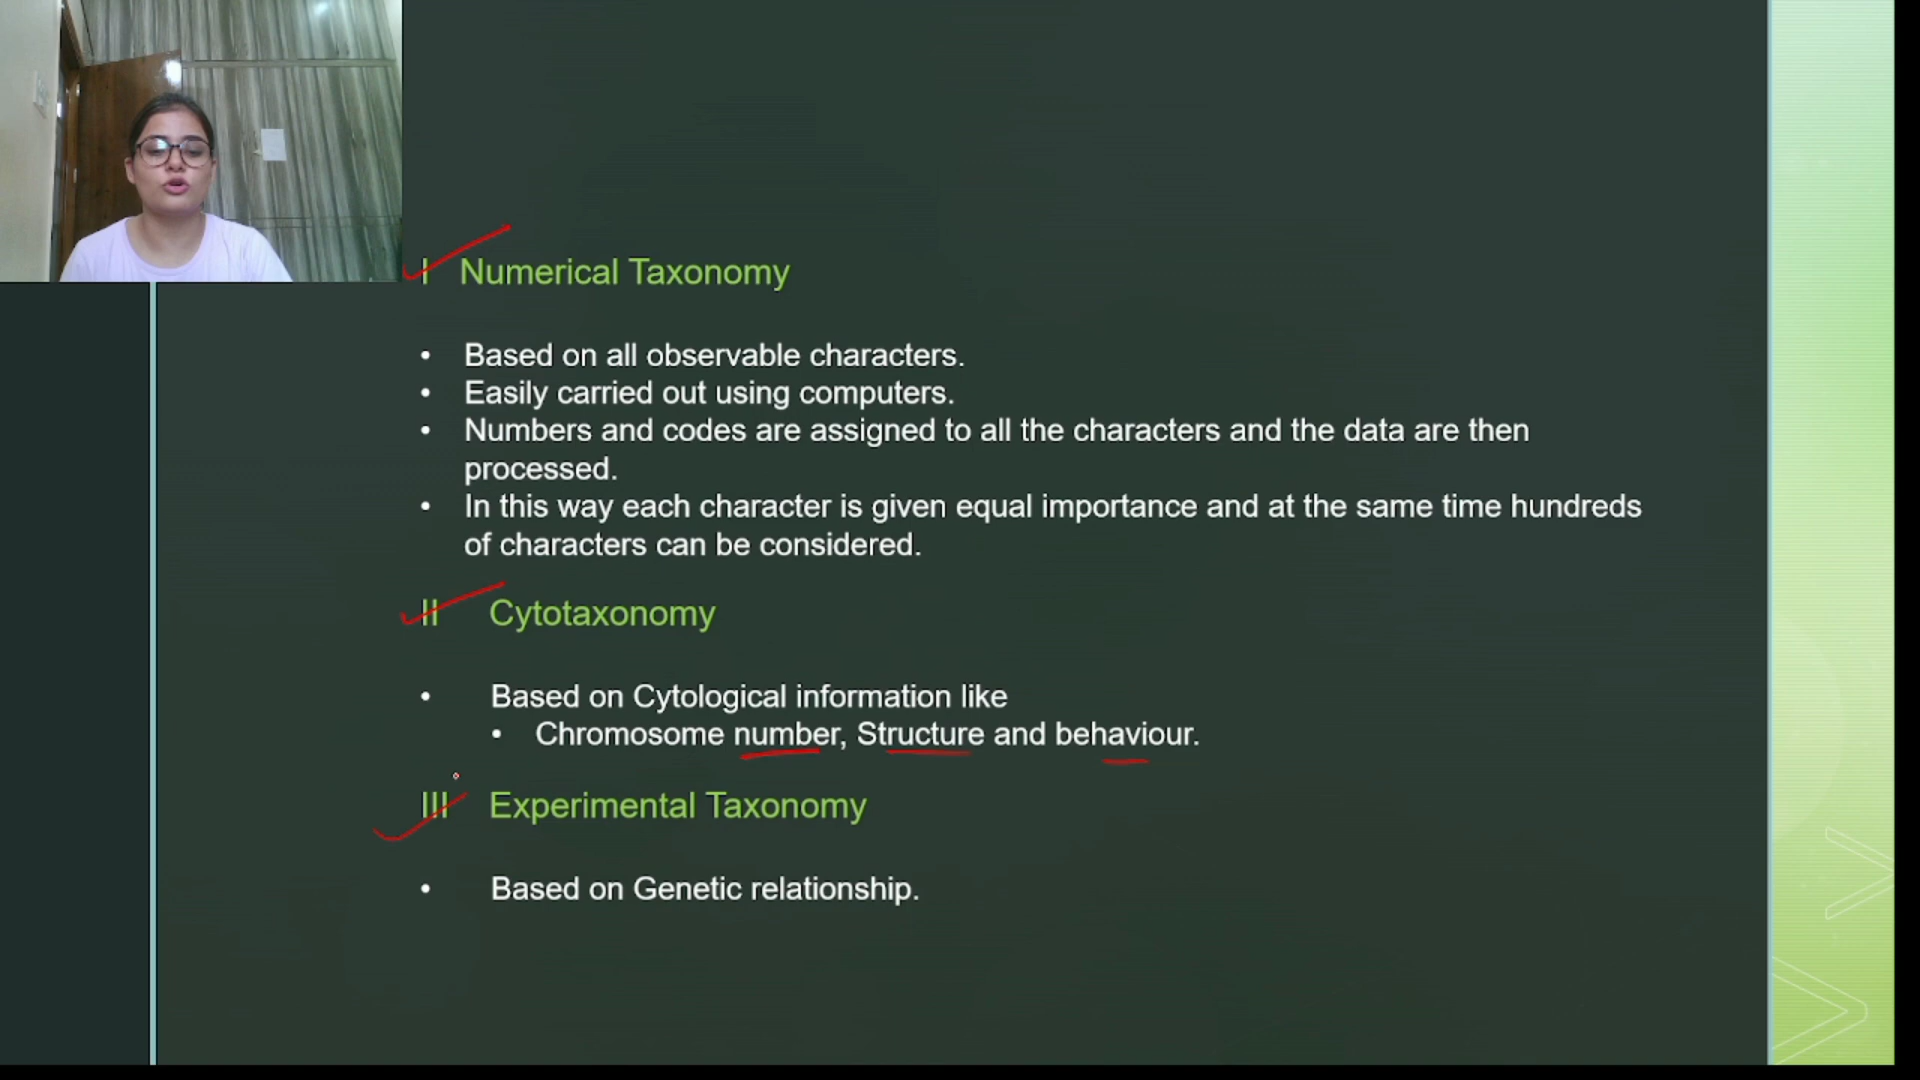 I Numerical Taxonomy
• Based on all observable characters.
• Easily carried out using computers.
• Numbers and codes are assigned to all the characters and the data are then
processed.
• In this way each character is given equal importance and at the same time hundreds
of characters can be considered.
II Cytotaxonomy
• Based on Cytological information like
• Chromosome number, Structure and behaviour.
III Experimental Taxonomy
• Based on Genetic relationship.